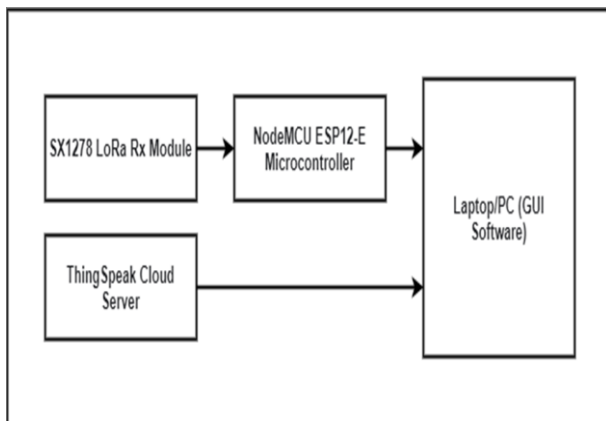 SX1278 LoRa Rx Module
NodeMCU ESP12-E
Microcontroller
Laptop/PC (GUI
Software)
ThingSpeak Cloud
Server